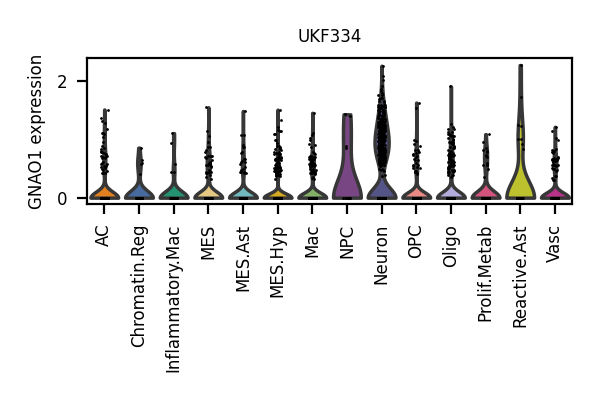 UKF334
GNAO1 expression
2
0
AC
Chromatin.Reg
Inflammatory.Mac
MES
MES.Ast
MES.Hyp
Mac
NPC
Neuron
OPC
Oligo
Prolif.Metab
Reactive.Ast
Vasc